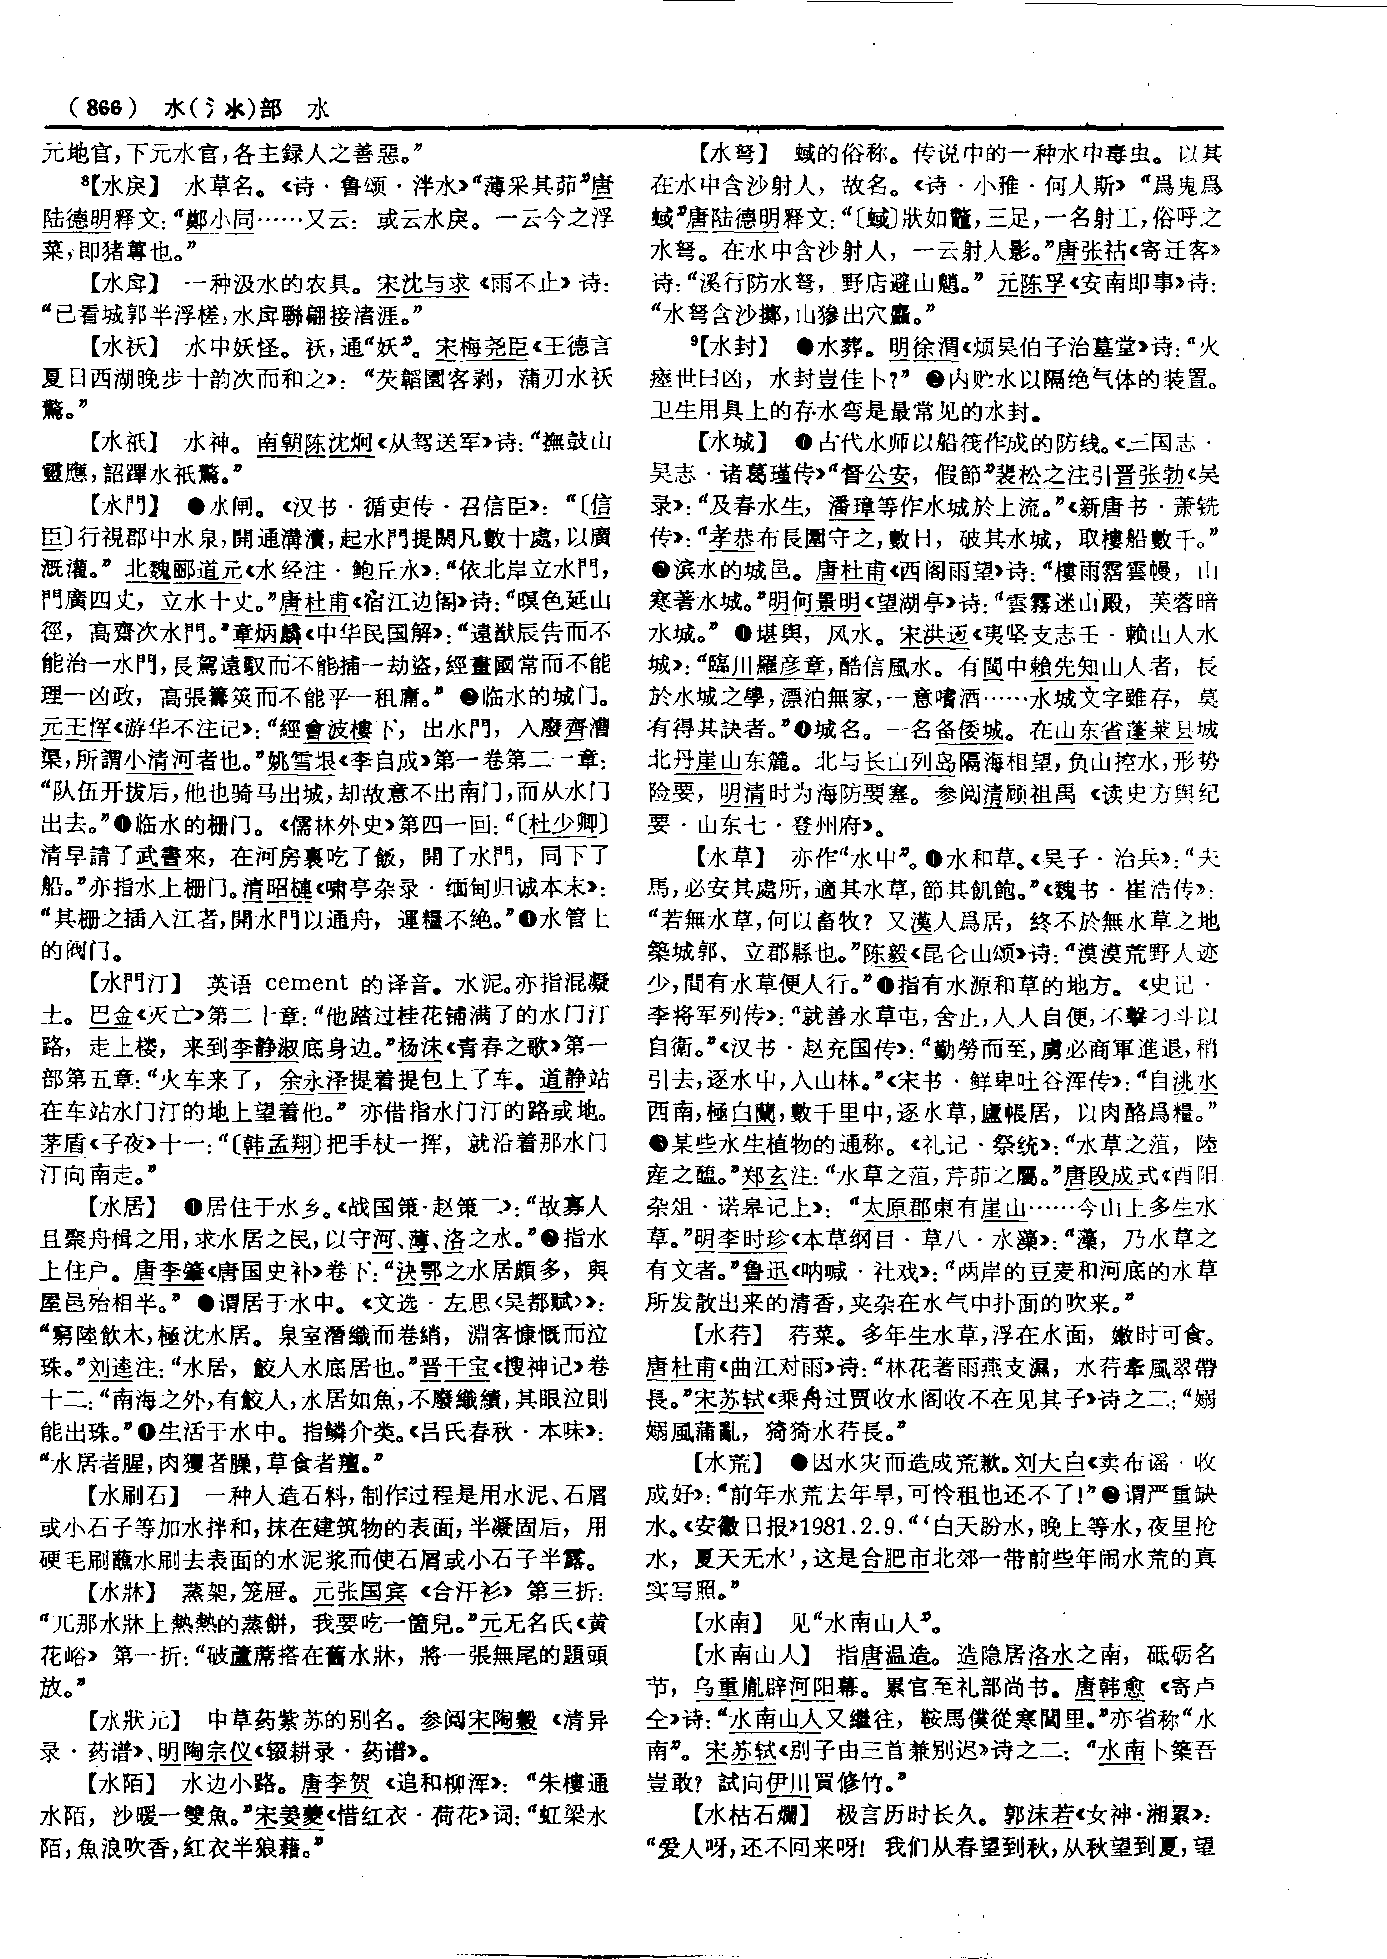 (866) 水(氵氺)部 水
元地官,下元水官,各主録人之善惡。”
⁸【水戾】 水草名。《诗·鲁颂·泮水》“薄采其茆”唐
陆德明释文:“鄭小同……又云:或云水戾。一云今之浮
菜,即猪蓴也。”
【水戽】 一种汲水的农具。宋沈与求《雨不止》诗:
“已看城郭半浮槎,水戽聯翩接渚涯。”
【水祅】 水中妖怪。祅,通“妖”。宋梅尧臣《王德言
夏日西湖晚步十韵次而和之》:“芡韜圜客剥,蒲刃水祅
驚。”
【水祇】 水神。南朝陈沈炯《从驾送军》诗:“撫鼓山
靈應,詔蹕水祇驚。”
【水門】 ❶水闸。《汉书·循吏传·召信臣》:“〔信
臣〕行視郡中水泉,開通溝瀆,起水門提閼凡數十處,以廣
溉灌。”北魏郦道元《水经注·鲍丘水》:“依北岸立水門,
門廣四丈,立水十丈。”唐杜甫《宿江边阁》诗:“暝色延山
徑,高齋次水門。”章炳麟《中华民国解》:“遠猷辰告而不
能治一水門,長駕遠馭而不能捕一劫盜,經畫國常而不能
理一凶政,高張籌筴而不能平一租庸。”❷临水的城门。
元王恽《游华不注记》:“經會波樓下,出水門,入廢齊漕
渠,所謂小清河者也。”姚雪垠《李自成》第一卷第二一章:
“队伍开拔后,他也骑马出城,却故意不出南门,而从水门
出去。”❸临水的栅门。《儒林外史》第四一回:“〔杜少卿〕
清早請了武書來,在河房裏吃了飯,開了水門,同下了
船。”亦指水上栅门。清昭槤《啸亭杂录·缅甸归诚本末》:
“其栅之插入江者,開水門以通舟,運糧不絶。”❹水管上
的阀门。
【水門汀】 英语 cement 的译音。水泥。亦指混凝
土。巴金《灭亡》第二十章:“他踏过桂花铺满了的水门汀
路,走上楼,来到李静淑底身边。”杨沫《青春之歌》第一
部第五章:“火车来了,余永泽提着提包上了车。道静站
在车站水门汀的地上望着他。”亦借指水门汀的路或地。
茅盾《子夜》十一:“〔韩孟翔〕把手杖一挥,就沿着那水门
汀向南走。”
【水居】 ❶居住于水乡。《战国策·赵策二》:“故寡人
且聚舟楫之用,求水居之民,以守河、薄、洛之水。”❷指水
上住户。唐李肇《唐国史补》卷下:“決鄂之水居頗多,與
屋邑殆相半。”❸谓居于水中。《文选·左思〈吴都赋〉》:
“窮陸飲木,極沈水居。泉室潛織而卷綃,淵客慷慨而泣
珠。”刘逵注:“水居,鮫人水底居也。”晋干宝《搜神记》卷
十二:“南海之外,有鮫人,水居如魚,不廢織績,其眼泣則
能出珠。”❹生活于水中。指鳞介类。《吕氏春秋·本味》:
“水居者腥,肉玃者臊,草食者羶。”
【水刷石】 一种人造石料,制作过程是用水泥、石屑
或小石子等加水拌和,抹在建筑物的表面,半凝固后,用
硬毛刷蘸水刷去表面的水泥浆而使石屑或小石子半露。
【水牀】 蒸架,笼屉。元张国宾《合汗衫》第三折:
“兀那水牀上熱熱的蒸餅,我要吃一箇兒。”元无名氏《黄
花峪》第一折:“破蘆蓆搭在舊水牀,將一張無尾的題頭
放。”
【水狀元】 中草药紫苏的别名。参阅宋陶穀《清异
录·药谱》、明陶宗仪《辍耕录·药谱》。
【水陌】 水边小路。唐李贺《追和柳浑》:“朱樓通
水陌,沙暖一雙魚。”宋姜夔《惜红衣·荷花》词:“虹梁水
陌,魚浪吹香,紅衣半狼藉。”
【水弩】 蜮的俗称。传说中的一种水中毒虫。以其
在水中含沙射人,故名。《诗·小雅·何人斯》“爲鬼爲
蜮”唐陆德明释文:“〔蜮〕狀如鼈,三足,一名射工,俗呼之
水弩。在水中含沙射人,一云射人影。”唐张祜《寄迁客》
诗:“溪行防水弩,野店避山魈。”元陈孚《安南即事》诗:
“水弩含沙擲,山㺑出穴麤。”
⁹【水封】 ❶水葬。明徐渭《烦吴伯子治墓堂》诗:“火
瘞世曰凶,水封豈佳卜?”❷内贮水以隔绝气体的装置。
卫生用具上的存水弯是最常见的水封。
【水城】 ❶古代水师以船筏作成的防线。《三国志·
吴志·诸葛瑾传》“督公安,假節”裴松之注引晋张勃《吴
录》:“及春水生,潘璋等作水城於上流。”《新唐书·萧铣
传》:“孝恭布長圍守之,數日,破其水城,取樓船數千。”
❷滨水的城邑。唐杜甫《西阁雨望》诗:“樓雨霑雲幔,山
寒著水城。”明何景明《望湖亭》诗:“雲霧迷山殿,芙蓉暗
水城。”❸堪舆,风水。宋洪迈《夷坚支志壬·赖山人水
城》:“臨川羅彦章,酷信風水。有閩中賴先知山人者,長
於水城之學,漂泊無家,一意嗜酒……水城文字雖存,莫
有得其訣者。”❹城名。一名备倭城。在山东省蓬莱县城
北丹崖山东麓。北与长山列岛隔海相望,负山控水,形势
险要,明清时为海防要塞。参阅清顾祖禹《读史方舆纪
要·山东七·登州府》。
【水草】 亦作“水中”。❶水和草。《吴子·治兵》:“夫
馬,必安其處所,適其水草,節其飢飽。”《魏书·崔浩传》:
“若無水草,何以畜牧?又漢人爲居,終不於無水草之地
築城郭、立郡縣也。”陈毅《昆仑山颂》诗:“漠漠荒野人迹
少,間有水草便人行。”❷指有水源和草的地方。《史记·
李将军列传》:“就善水草屯,舍止,人人自便,不擊刁斗以
自衛。”《汉书·赵充国传》:“勤勞而至,虜必商軍進退,稍
引去,逐水屮,入山林。”《宋书·鲜卑吐谷浑传》:“自洮水
西南,極白蘭,數千里中,逐水草,廬帳居,以肉酪爲糧。”
❸某些水生植物的通称。《礼记·祭统》:“水草之菹,陸
産之醢。”郑玄注:“水草之菹,芹茆之屬。”唐段成式《酉阳
杂俎·诺皋记上》:“太原郡東有崖山……今山上多生水
草。”明李时珍《本草纲目·草八·水藻》:“藻,乃水草之
有文者。”鲁迅《呐喊·社戏》:“两岸的豆麦和河底的水草
所发散出来的清香,夹杂在水气中扑面的吹来。”
【水荇】 荇菜。多年生水草,浮在水面,嫩时可食。
唐杜甫《曲江对雨》诗:“林花著雨燕支濕,水荇牽風翠帶
長。”宋苏轼《乘舟过贾收水阁收不在见其子》诗之二:“嫋
嫋風蒲亂,猗猗水荇長。”
【水荒】 ❶因水灾而造成荒歉。刘大白《卖布谣·收
成好》:“前年水荒去年旱,可怜租也还不了!”❷谓严重缺
水。《安徽日报》1981.2.9.“‘白天盼水,晚上等水,夜里抢
水,夏天无水’,这是合肥市北郊一带前些年闹水荒的真
实写照。”
【水南】 见“水南山人”。
【水南山人】 指唐温造。造隐居洛水之南,砥砺名
节,乌重胤辟河阳幕。累官至礼部尚书。唐韩愈《寄卢
仝》诗:“水南山人又繼往,鞍馬僕從塞閭里。”亦省称“水
南”。宋苏轼《别子由三首兼别迟》诗之二:“水南卜築吾
豈敢?試向伊川買修竹。”
【水枯石爛】 极言历时长久。郭沫若《女神·湘累》:
“爱人呀,还不回来呀!我们从春望到秋,从秋望到夏,望